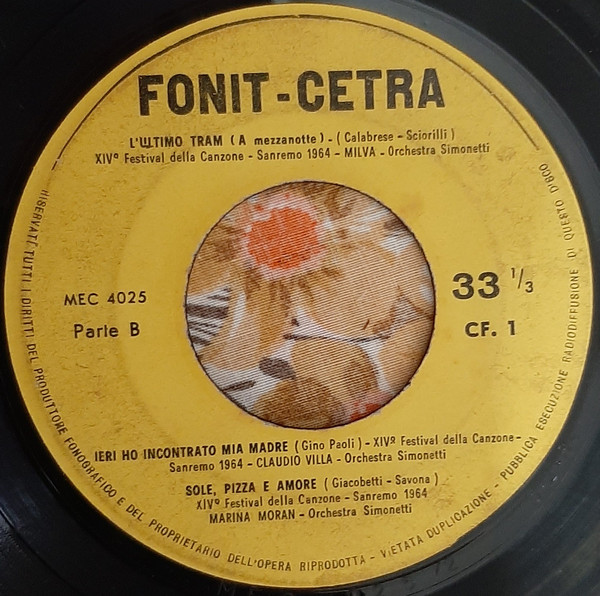 FONIT-CETRA
L'ULTIMO TRAM (A mezzanotte) - (Calabrese - Sciorilli)
XIVº Festival della Canzone - Sanremo 1964 - MILVA - Orchestra Simonetti
MEC 4025
Parte B
33 1/3
CF. 1
IERI HO INCONTRATO MIA MADRE (Gino Paoli) - XIVº Festival della Canzone -
Sanremo 1964 - CLAUDIO VILLA - Orchestra Simonetti
SOLE, PIZZA E AMORE (Giacobetti - Savona)
XIVº Festival della Canzone - Sanremo 1964
MARINA MORAN - Orchestra Simonetti
RISERVATI TUTTI I DIRITTI DEL PRODUTTORE FONOGRAFICO E DEL PROPRIETARIO DELL'OPERA RIPRODOTTA - VIETATA DUPLICAZIONE - PUBBLICA ESECUZIONE RADIODIFFUSIONE DI QUESTO DISCO